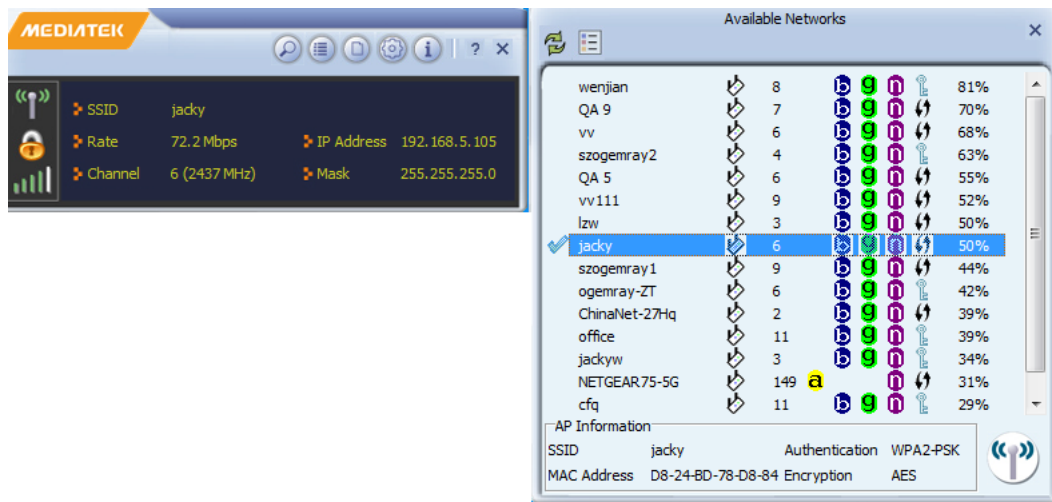 MEDIATEK
?
SSID jacky
Rate 72.2 Mbps IP Address 192.168.5.105
Channel 6 (2437 MHz) Mask 255.255.255.0
Available Networks
wenjian 8 b g n 81%
QA 9 7 b g n 70%
vv 6 b g n 68%
szogemray2 4 b g n 63%
QA 5 6 b g n 55%
vv111 9 b g n 52%
lzw 3 b g n 50%
jacky 6 b g n 50%
szogemray1 9 b g n 44%
ogemray-ZT 6 b g n 42%
ChinaNet-27Hq 2 b g n 39%
office 11 b g n 39%
jackyw 3 b g n 34%
NETGEAR75-5G 149 a n 31%
cfq 11 b g n 29%
AP Information
SSID jacky Authentication WPA2-PSK
MAC Address D8-24-BD-78-D8-84 Encryption AES